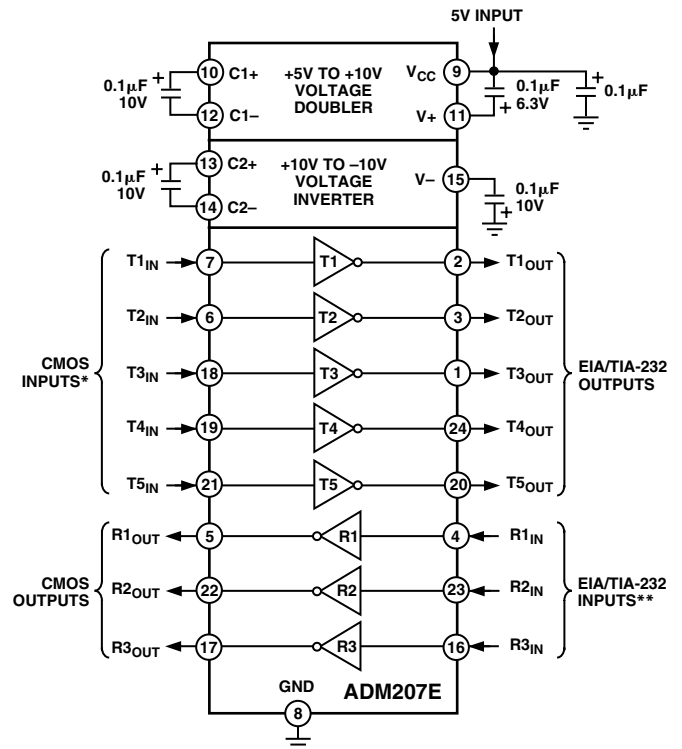 5V INPUT
0.1μF
10V
+
10
C1+
12
C1–
+5V TO +10V
VOLTAGE
DOUBLER
VCC
9
V+
11
0.1μF
6.3V
+
+
0.1μF
0.1μF
10V
+
13
C2+
14
C2–
+10V TO –10V
VOLTAGE
INVERTER
V–
15
0.1μF
10V
+
CMOS
INPUTS*
T1IN 7 T1 2 T1OUT
T2IN 6 T2 3 T2OUT
T3IN 18 T3 1 T3OUT
T4IN 19 T4 24 T4OUT
T5IN 21 T5 20 T5OUT
EIA/TIA-232
OUTPUTS
CMOS
OUTPUTS
R1OUT 5 R1 4 R1IN
R2OUT 22 R2 23 R2IN
R3OUT 17 R3 16 R3IN
EIA/TIA-232
INPUTS**
GND
8
ADM207E